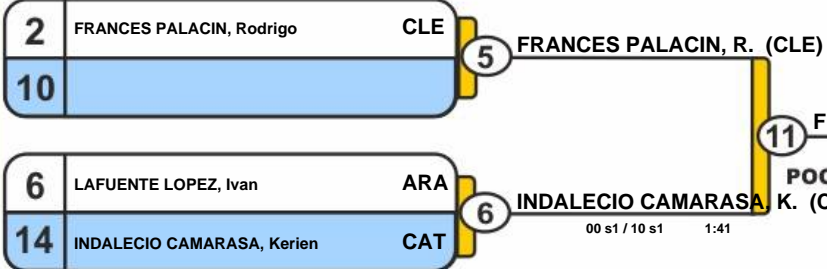 2 FRANCES PALACIN, Rodrigo CLE
10
5 FRANCES PALACIN, R. (CLE)
11 F
POO
6 LAFUENTE LOPEZ, Ivan ARA
14 INDALECIO CAMARASA, Kerien CAT
6 INDALECIO CAMARASA, K. (C
00 s1 / 10 s1 1:41